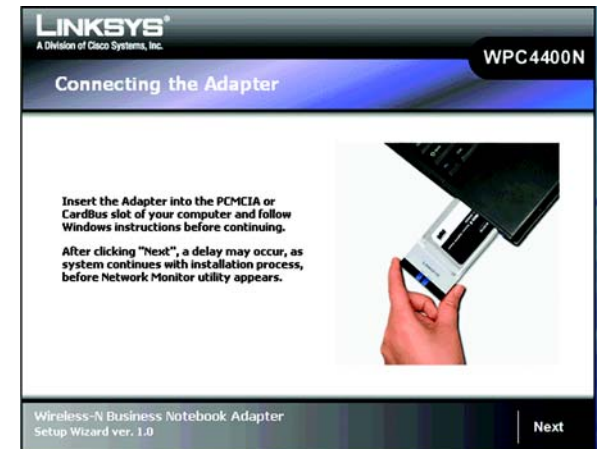 LINKSYS®
A Division of Cisco Systems, Inc.
WPC4400N
Connecting the Adapter
Insert the Adapter into the PCMCIA or
CardBus slot of your computer and follow
Windows instructions before continuing.
After clicking "Next", a delay may occur, as
system continues with installation process,
before Network Monitor utility appears.
Wireless-N Business Notebook Adapter
Setup Wizard ver. 1.0
Next